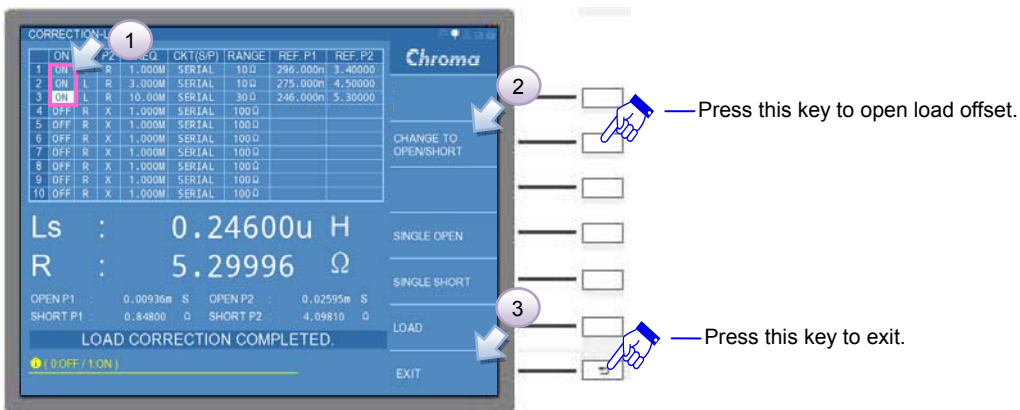 CORRECTION-L
1
ON P2 CKT(S/P) RANGE REF. P1 REF. P2
1 ON R 1.000M SERIAL 10Ω 296.000n 3.40000
2 ON L R 3.000M SERIAL 10Ω 275.000n 4.50000
3 ON L R 10.00M SERIAL 30Ω 246.000n 5.30000
4 OFF R X 1.000M SERIAL 100Ω
5 OFF R X 1.000M SERIAL 100Ω
6 OFF R X 1.000M SERIAL 100Ω
7 OFF R X 1.000M SERIAL 100Ω
8 OFF R X 1.000M SERIAL 100Ω
9 OFF R X 1.000M SERIAL 100Ω
10 OFF R X 1.000M SERIAL 100Ω
Ls : 0.24600u H
R : 5.29996 Ω
OPEN P1 : 0.00936m S OPEN P2 : 0.02595m S
SHORT P1 : 0.84800 Ω SHORT P2 : 4.09810 Ω
LOAD CORRECTION COMPLETED.
( 0:OFF / 1:ON )
Chroma
2
CHANGE TO
OPEN/SHORT
SINGLE OPEN
SINGLE SHORT
3
LOAD
EXIT
Press this key to open load offset.
Press this key to exit.